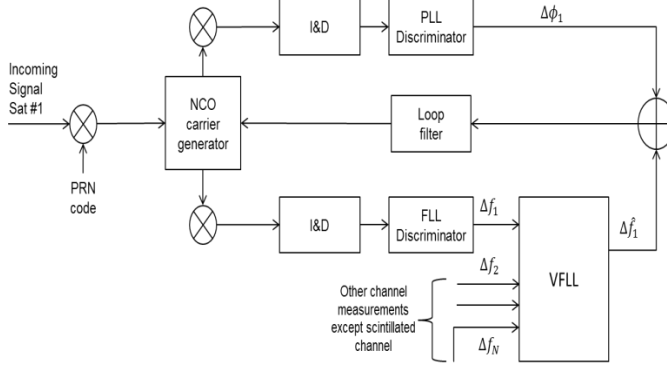 I&D
PLL
Discriminator
Δϕ₁
Incoming
Signal
Sat #1
NCO
carrier
generator
Loop
filter
PRN
code
I&D
FLL
Discriminator
Δf₁
Δf̂₁
Δf₂
VFLL
Other channel
measurements
except scintillated
channel
Δf_N